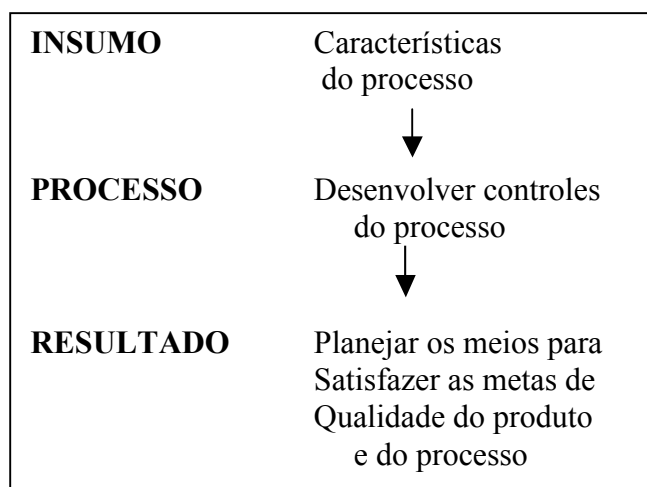 INSUMO Características
do processo
PROCESSO Desenvolver controles
do processo
RESULTADO Planejar os meios para
Satisfazer as metas de
Qualidade do produto
e do processo